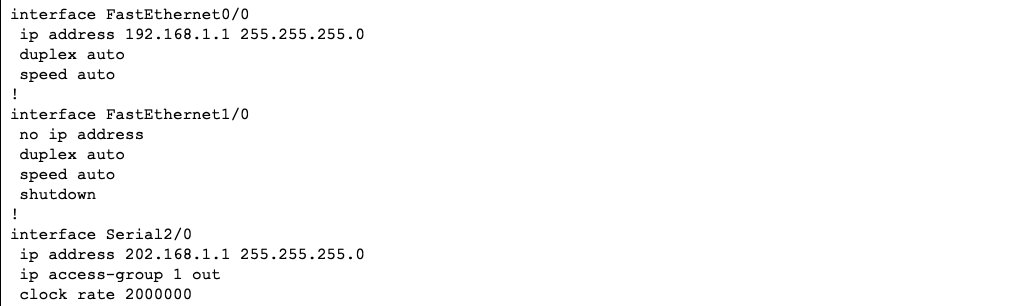 interface FastEthernet0/0
 ip address 192.168.1.1 255.255.255.0
 duplex auto
 speed auto
!
interface FastEthernet1/0
 no ip address
 duplex auto
 speed auto
 shutdown
!
interface Serial2/0
 ip address 202.168.1.1 255.255.255.0
 ip access-group 1 out
 clock rate 2000000